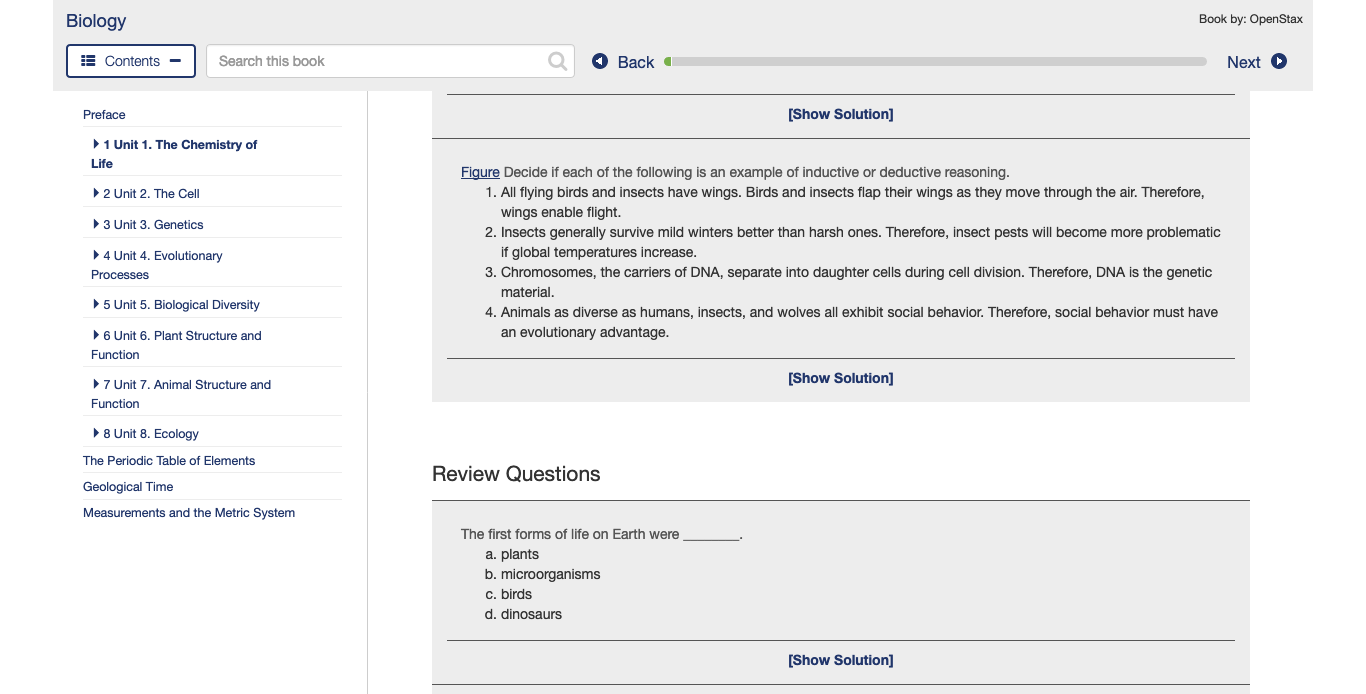 Biology
Book by: OpenStax
Contents
Search this book
Back
Next
Preface
1 Unit 1. The Chemistry of
Life
2 Unit 2. The Cell
3 Unit 3. Genetics
4 Unit 4. Evolutionary
Processes
5 Unit 5. Biological Diversity
6 Unit 6. Plant Structure and
Function
7 Unit 7. Animal Structure and
Function
8 Unit 8. Ecology
The Periodic Table of Elements
Geological Time
Measurements and the Metric System
[Show Solution]
Figure Decide if each of the following is an example of inductive or deductive reasoning.
1. All flying birds and insects have wings. Birds and insects flap their wings as they move through the air. Therefore,
wings enable flight.
2. Insects generally survive mild winters better than harsh ones. Therefore, insect pests will become more problematic
if global temperatures increase.
3. Chromosomes, the carriers of DNA, separate into daughter cells during cell division. Therefore, DNA is the genetic
material.
4. Animals as diverse as humans, insects, and wolves all exhibit social behavior. Therefore, social behavior must have
an evolutionary advantage.
[Show Solution]
Review Questions
The first forms of life on Earth were ________.
a. plants
b. microorganisms
c. birds
d. dinosaurs
[Show Solution]